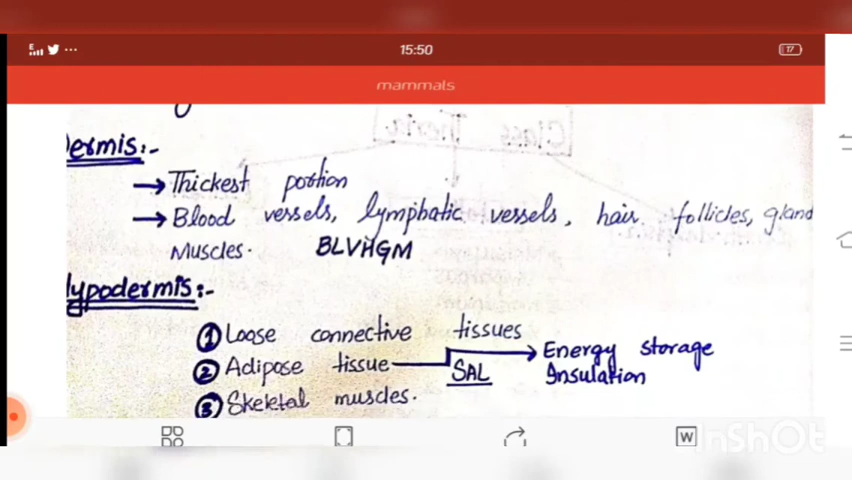 15:50
17
mammals
ermis:-
→ Thickest portion
→ Blood vessels, lymphatic vessels, hair follicles, gland
Muscles. BLVHGM
ypodermis:-
① Loose connective tissues
② Adipose tissue → Energy storage
SAL Insulation
③ Skeletal muscles.
W
InShOt